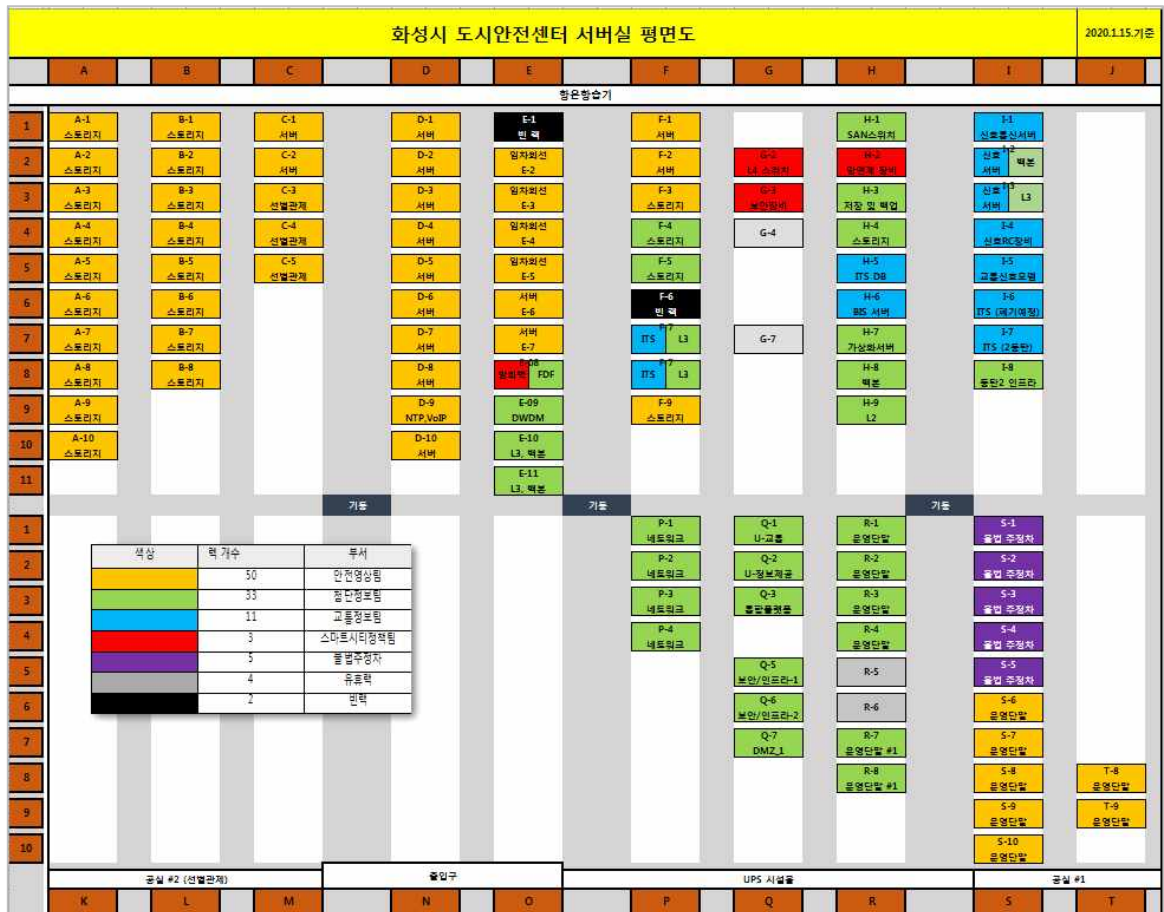 화성시 도시안전센터 서버실 평면도
2020.1.15.기준
A B C D E F G H I J
항온항습기
1
A-1 B-1 C-1 D-1 E-1 F-1 H-1 I-1
스토리지 스토리지 서버 서버 빈 랙 서버 SAN스위치 신호통신서버
2
A-2 B-2 C-2 D-2 임차회선 F-2 G-2 H-2 신호 I-2 백본
스토리지 스토리지 서버 서버 E-2 서버 L4 스위치 서버
3
A-3 B-3 C-3 D-3 임차회선 F-3 G-3 H-3 신호 I-3 L3
스토리지 스토리지 선별관제 서버 E-3 스토리지 보안장비 저장 및 백업 서버
4
A-4 B-4 C-4 D-4 임차회선 F-4 G-4 H-4 I-4
스토리지 스토리지 선별관제 서버 E-4 스토리지 스토리지 신호RC장비
5
A-5 B-5 C-5 D-5 임차회선 F-5 H-5 I-5
스토리지 스토리지 선별관제 서버 E-5 스토리지 ITS DB 교통신호모뎀
6
A-6 B-6 D-6 서버 F-6 H-6 I-6
스토리지 스토리지 서버 E-6 빈 랙 BIS 서버 ITS (폐기예정)
7
A-7 B-7 D-7 서버 F-7 G-7 H-7 I-7
스토리지 스토리지 서버 E-7 ITS L3 가상화서버 ITS (2동탄)
8
A-8 B-8 D-8 E-08 F-7 H-8 I-8
스토리지 스토리지 서버 FDF ITS L3 백본 동탄2 인프라
9
A-9 D-9 E-09 F-9 H-9
스토리지 NTP,VoIP DWDM 스토리지 L2
10
A-10 D-10 E-10
스토리지 서버 L3, 백본
11
E-11
L3, 백본
기둥 기둥 기둥
1
P-1 Q-1 R-1 S-1
네트워크 U-교통 운영단말 불법 주정차
2
P-2 Q-2 R-2 S-2
네트워크 U-정보제공 운영단말 불법 주정차
3
P-3 Q-3 R-3 S-3
네트워크 통합플랫폼 운영단말 불법 주정차
4
P-4 R-4 S-4
네트워크 운영단말 불법 주정차
5
Q-5 R-5 S-5
보안/인프라-1 불법 주정차
6
Q-6 R-6 S-6
보안/인프라-2 운영단말
7
Q-7 R-7 S-7
DMZ_1 운영단말 #1 운영단말
8
R-8 S-8 T-8
운영단말 #1 운영단말 운영단말
9
S-9 T-9
운영단말 운영단말
10
S-10
운영단말
색상 랙 개수 부서
50 안전영상팀
33 첨단정보팀
11 교통정보팀
3 스마트시티정책팀
5 불법주정차
4 유휴랙
2 빈랙
공실 #2 (선별관제) 출입구 UPS 시설물 공실 #1
K L M N O P Q R S T